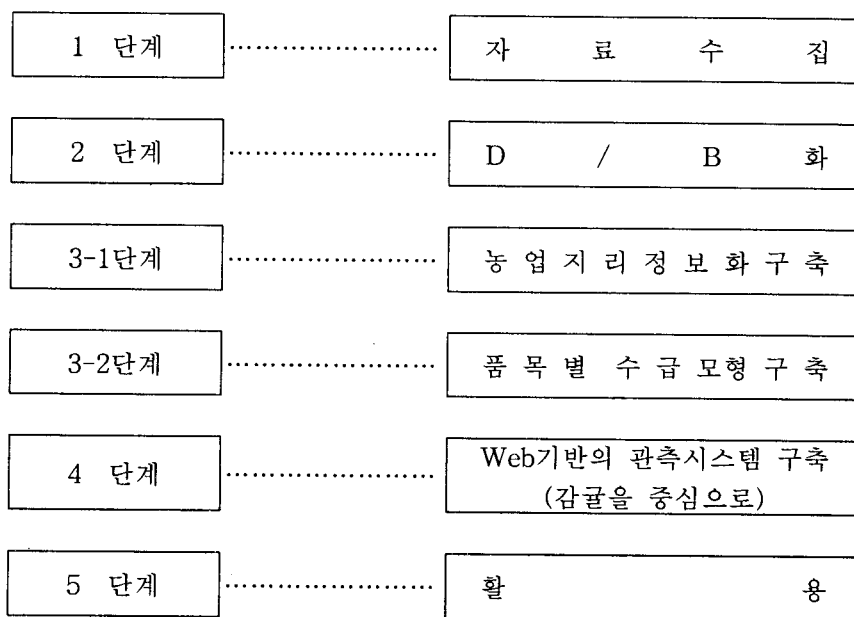 1 단계 ························ 자 료 수 집
2 단계 ························ D / B 화
3-1단계 ························ 농 업 지 리 정 보 화 구 축
3-2단계 ························ 품 목 별 수 급 모 형 구 축
4 단계 ························ Web기반의 관측시스템 구축
(감귤을 중심으로)
5 단계 ························ 활 용